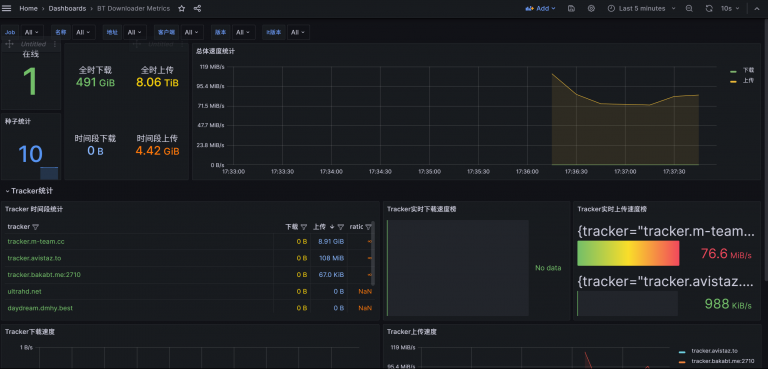 Home › Dashboards › BT Downloader Metrics
Add
Last 5 minutes
10s
Job All 名称 All 地址 All 客户端 All 版本 All All
Untitled
在线
1
种子统计
10
全时下载
491 GiB
全时上传
8.06 TiB
时间段下载
0 B
时间段上传
4.42 GiB
总体速度统计
119 MiB/s
95.4 MiB/s
71.5 MiB/s
47.7 MiB/s
23.8 MiB/s
0 B/s
17:33:00 17:33:30 17:34:00 17:34:30 17:35:00 17:35:30 17:36:00 17:36:30 17:37:00 17:37:30
下载
上传
Tracker统计
Tracker 时间段统计
tracker 下载 上传 ratic
tracker.m-team.cc 0 B 8.91 GiB
tracker.avistaz.to 0 B 108 MiB
tracker.bakabt.me:2710 0 B 67.0 KiB
ultrahd.net 0 B 0 B NaN
daydream.dmhy.best 0 B 0 B NaN
Tracker实时下载速度榜
No data
Tracker实时上传速度榜
{tracker="tracker.m-team...
76.6 MiB/s
{tracker="tracker.avistaz....
988 KiB/s
Tracker下载速度
1 B/s
Tracker上传速度
119 MiB/s
95.4 MiB/s
tracker.avistaz.to
tracker.bakabt.me:2710